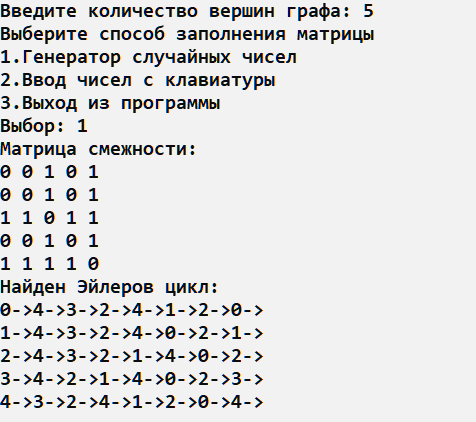 Введите количество вершин графа: 5
Выберите способ заполнения матрицы
1.Генератор случайных чисел
2.Ввод чисел с клавиатуры
3.Выход из программы
Выбор: 1
Матрица смежности:
0 0 1 0 1
0 0 1 0 1
1 1 0 1 1
0 0 1 0 1
1 1 1 1 0
Найден Эйлеров цикл:
0->4->3->2->4->1->2->0->
1->4->3->2->4->0->2->1->
2->4->3->2->1->4->0->2->
3->4->2->1->4->0->2->3->
4->3->2->4->1->2->0->4->